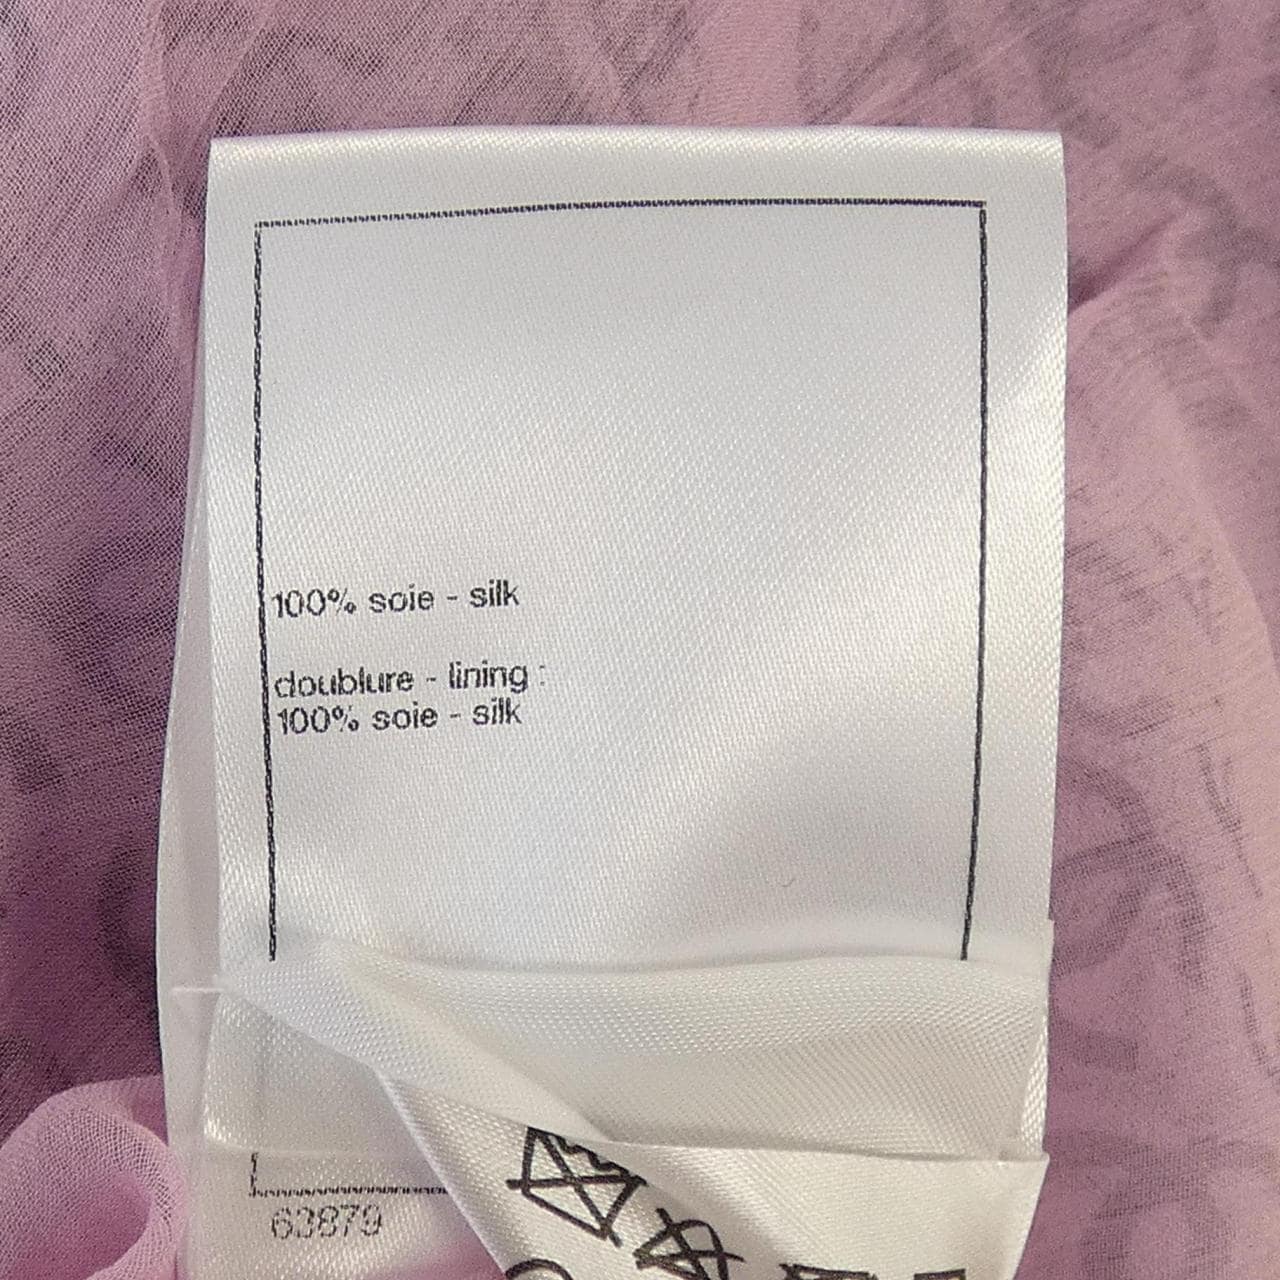 100% soie - silk
doublure - lining :
100% soie - silk
63879